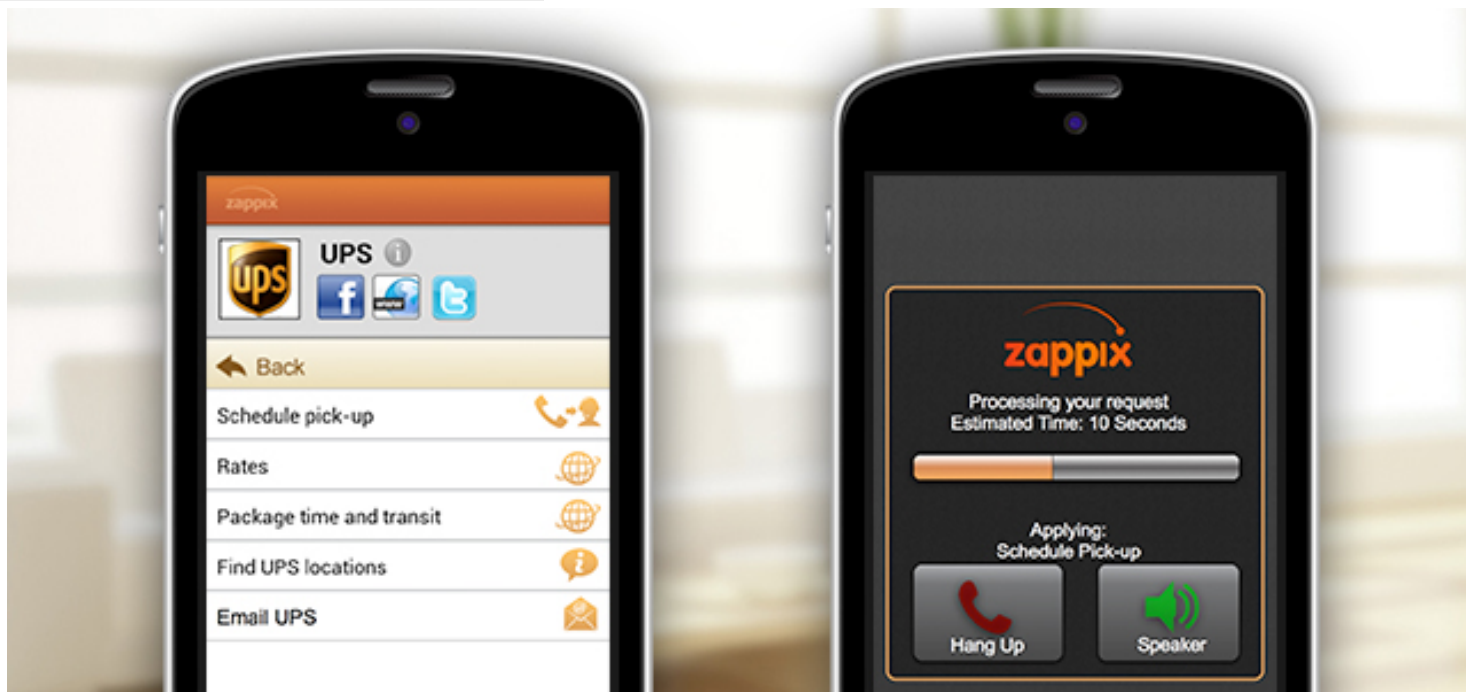 zappix
ups
UPS
www
Back
Schedule pick-up
Rates
Package time and transit
Find UPS locations
Email UPS
zappix
Processing your request
Estimated Time: 10 Seconds
Applying:
Schedule Pick-up
Hang Up
Speaker